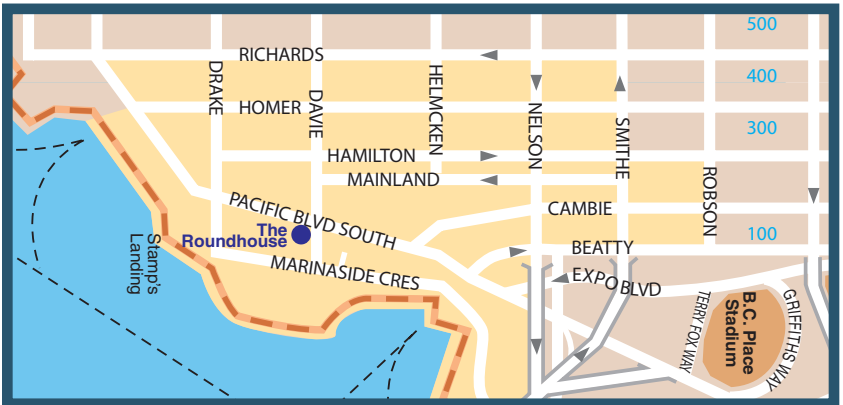 500
RICHARDS
400
DRAKE
DAVIE
HELMCKEN
HOMER
NELSON
SMITHE
300
HAMILTON
MAINLAND
ROBSON
PACIFIC BLVD SOUTH
CAMBIE
The
Roundhouse
100
BEATTY
Stamp's
Landing
MARINASIDE CRES
EXPO BLVD
TERRY FOX WAY
B.C. Place
Stadium
GRIFFITHS WAY